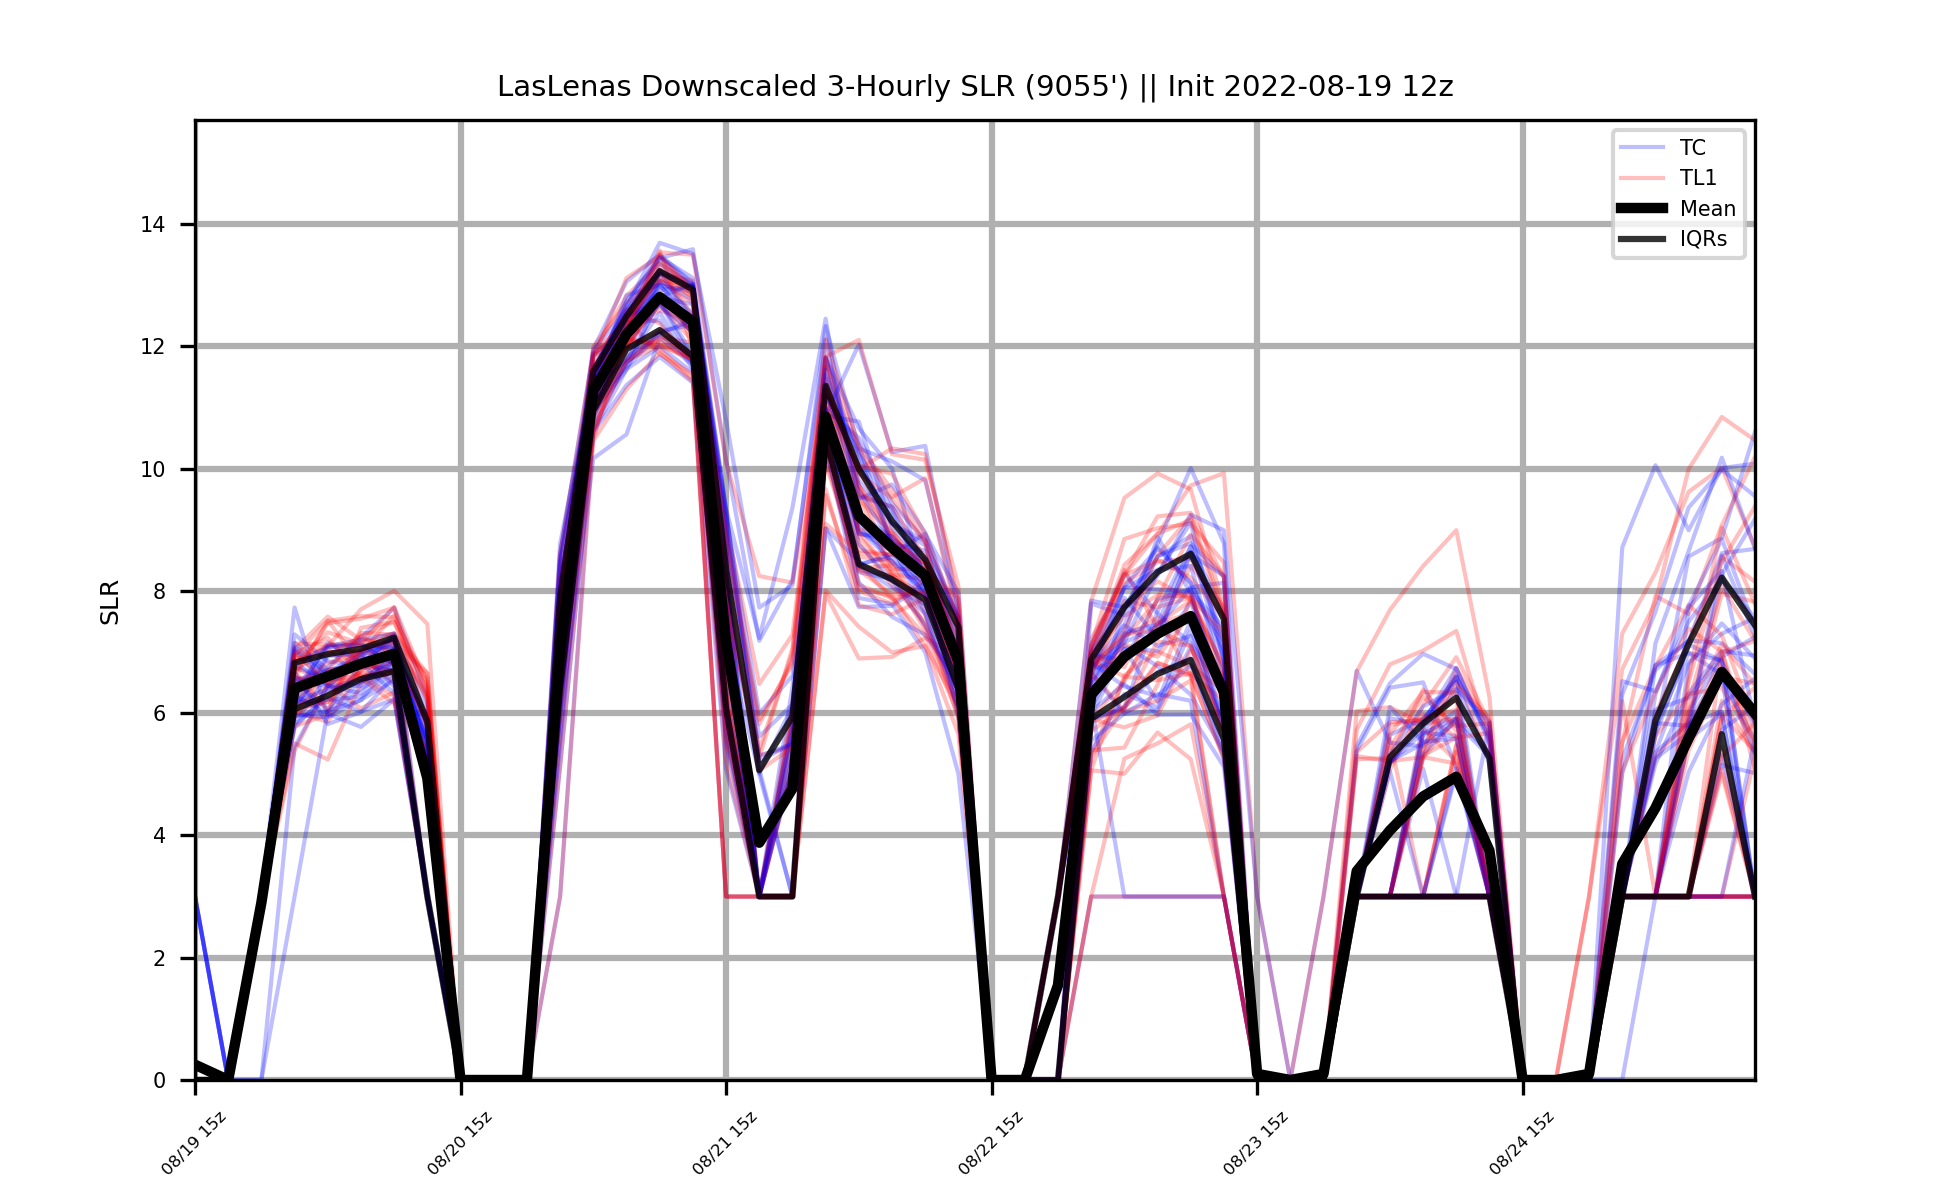 LasLenas Downscaled 3-Hourly SLR (9055') || Init 2022-08-19 12z
TC
TL1
Mean
IQRs
SLR
14
12
10
8
6
4
2
0
08/19 15z
08/20 15z
08/21 15z
08/22 15z
08/23 15z
08/24 15z